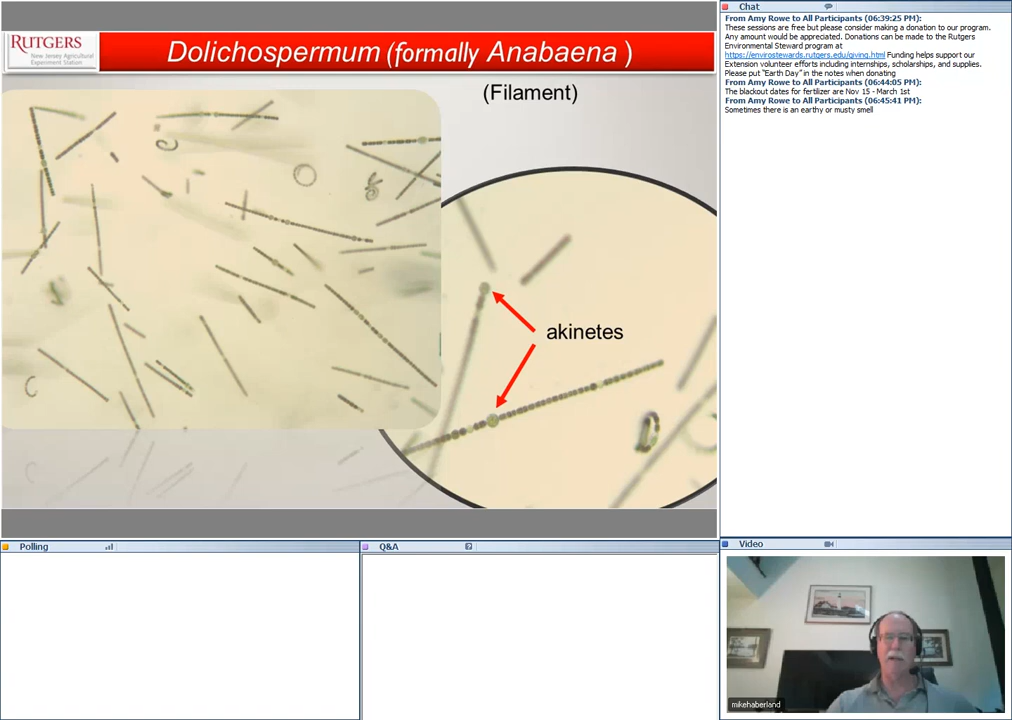 RUTGERS
New Jersey Agricultural
Experiment Station
Dolichospermum (formally Anabaena )
(Filament)
akinetes
Chat
From Amy Rowe to All Participants (06:39:25 PM):
These sessions are free but please consider making a donation to our program.
Any amount would be appreciated. Donations can be made to the Rutgers
Environmental Steward program at
https://envirostewards.rutgers.edu/giving.html Funding helps support our
Extension volunteer efforts including internships, scholarships, and supplies.
Please put "Earth Day" in the notes when donating
From Amy Rowe to All Participants (06:44:05 PM):
The blackout dates for fertilizer are Nov 15 - March 1st
From Amy Rowe to All Participants (06:45:41 PM):
Sometimes there is an earthy or musty smell
Polling
Q&A
Video
mikehaberland